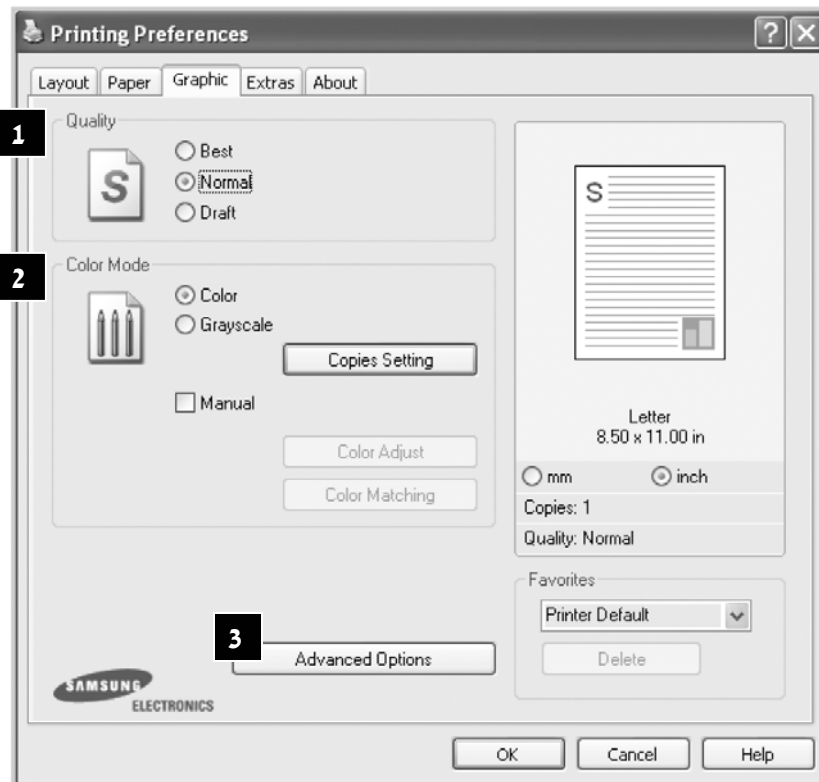 Printing Preferences
Layout Paper Graphic Extras About
1
Quality
S
Best
Normal
Draft
2
Color Mode
Color
Grayscale
Copies Setting
Manual
Color Adjust
Color Matching
S
Letter
8.50 x 11.00 in
mm inch
Copies: 1
Quality: Normal
Favorites
Printer Default
Delete
3
Advanced Options
SAMSUNG
ELECTRONICS
OK Cancel Help